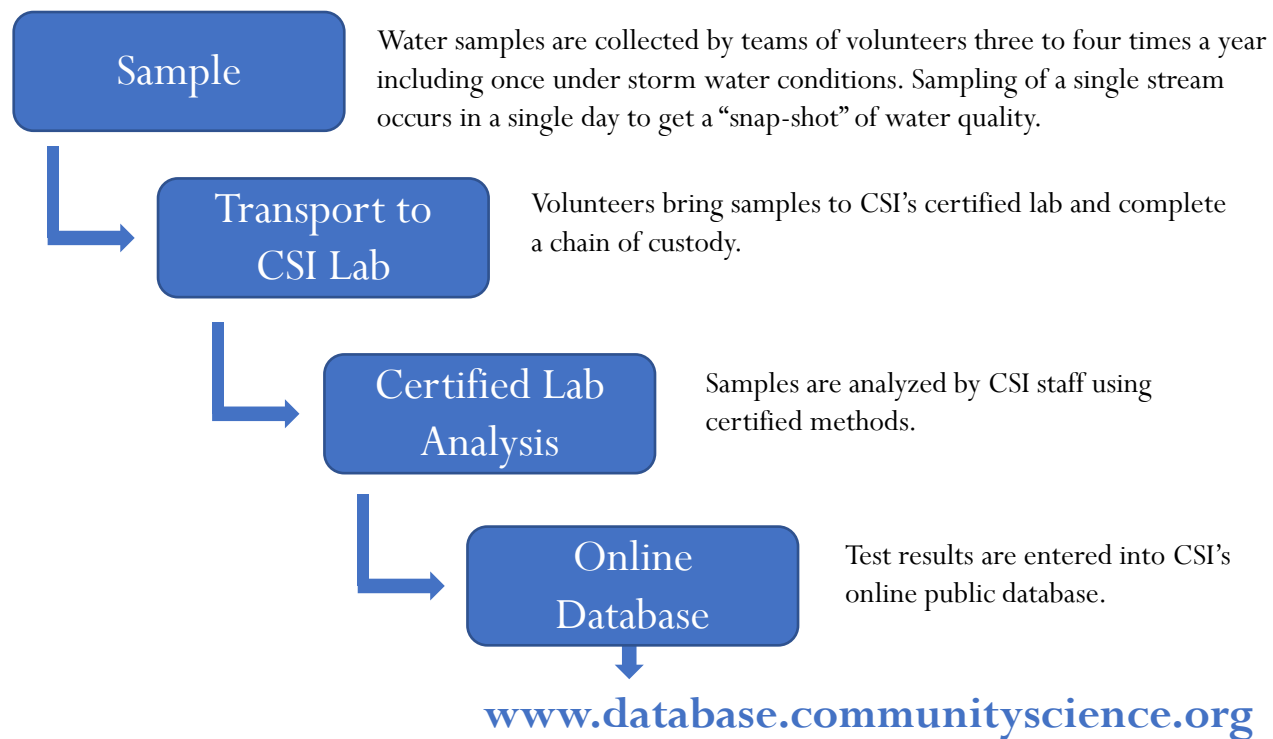 Sample
Water samples are collected by teams of volunteers three to four times a year
including once under storm water conditions. Sampling of a single stream
occurs in a single day to get a “snap-shot” of water quality.
Transport to
CSI Lab
Volunteers bring samples to CSI’s certified lab and complete
a chain of custody.
Certified Lab
Analysis
Samples are analyzed by CSI staff using
certified methods.
Online
Database
Test results are entered into CSI’s
online public database.
www.database.communityscience.org